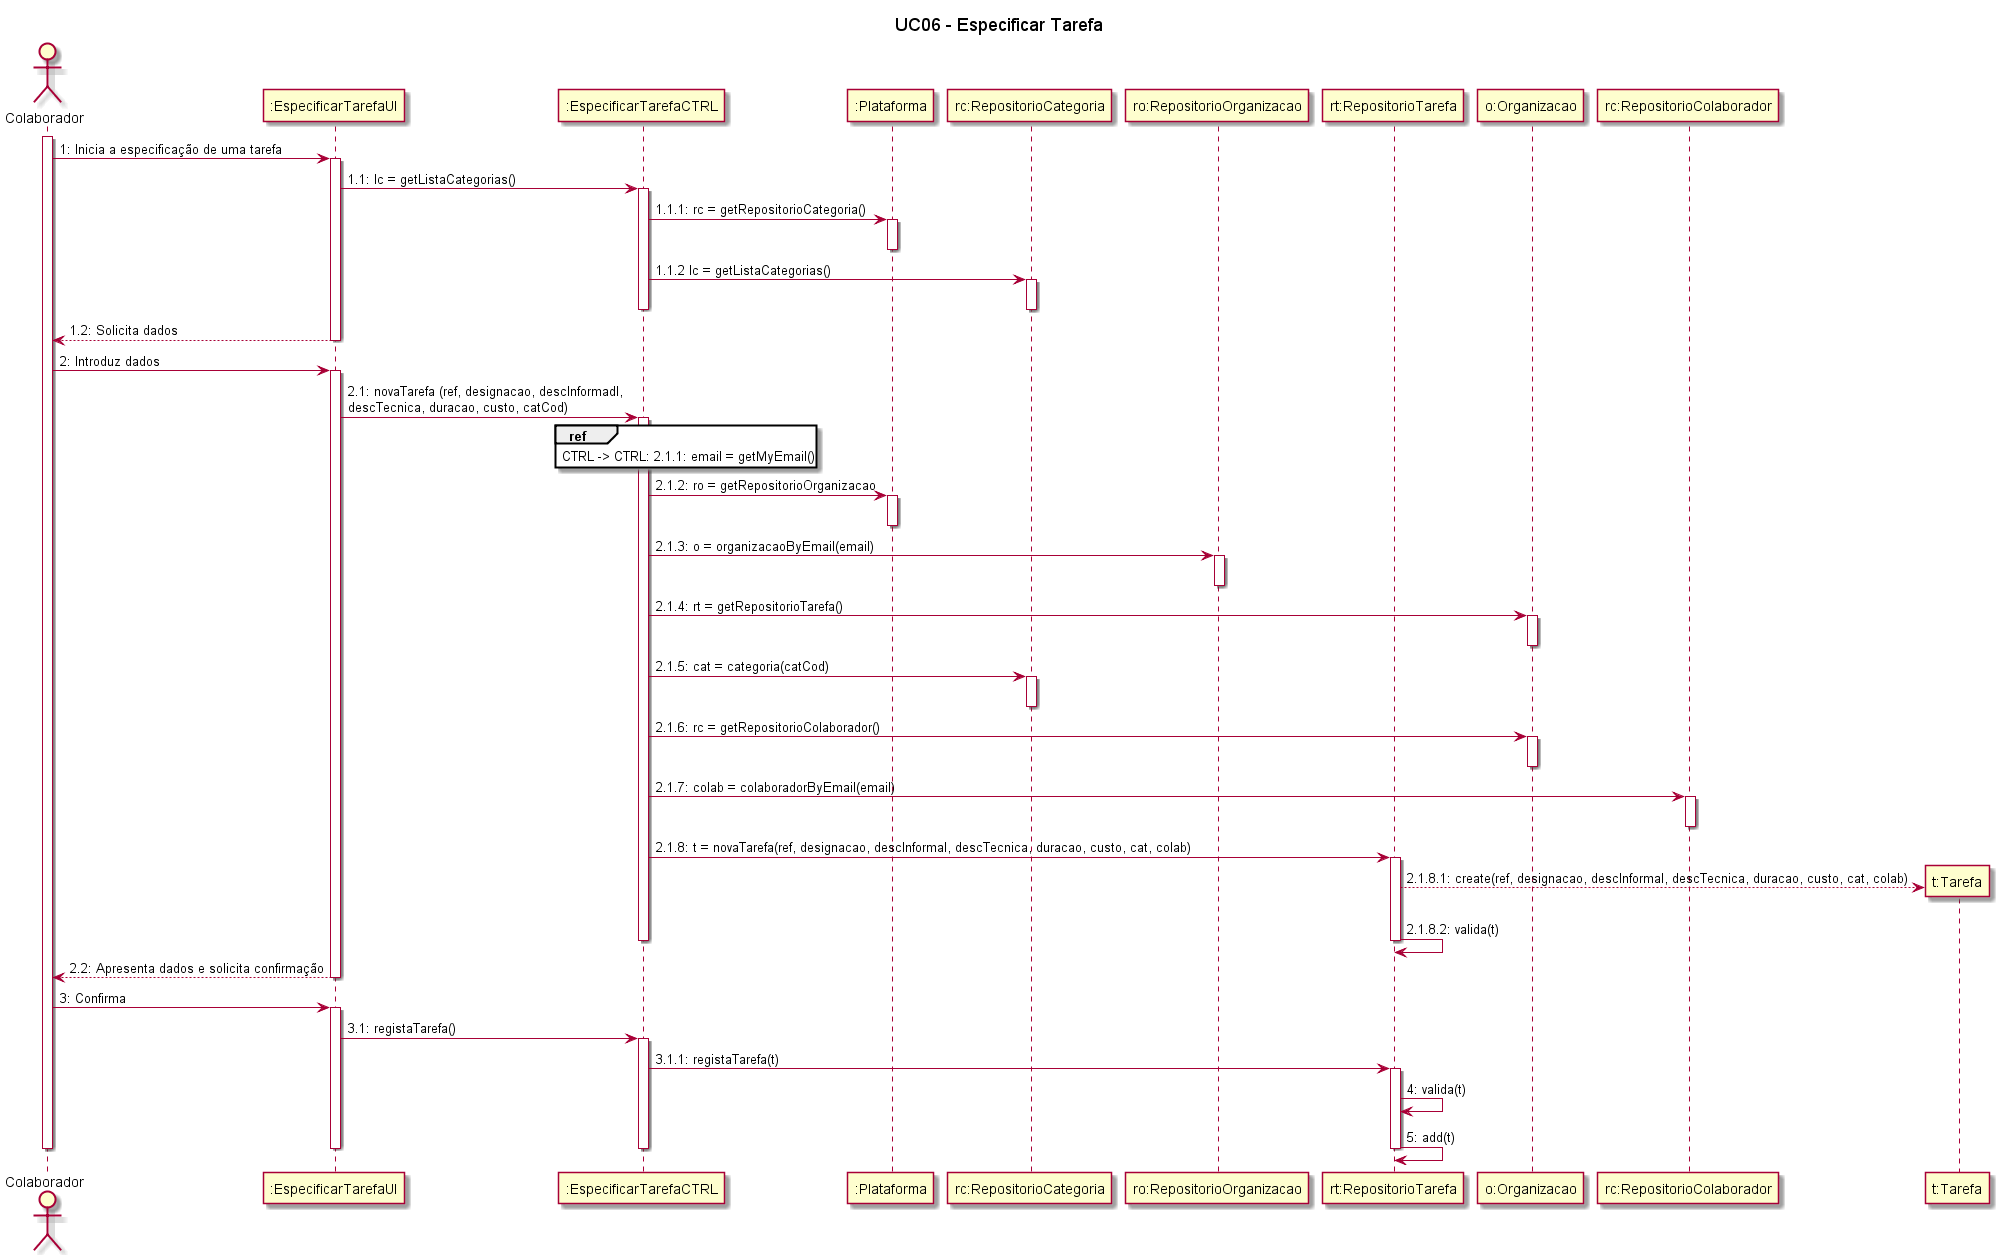 UC06 - Especificar Tarefa
Colaborador
:EspecificarTarefaUI
:EspecificarTarefaCTRL
:Plataforma
rc:RepositorioCategoria
ro:RepositorioOrganizacao
rt:RepositorioTarefa
o:Organizacao
rc:RepositorioColaborador
1: Inicia a especificação de uma tarefa
1.1: lc = getListaCategorias()
1.1.1: rc = getRepositorioCategoria()
1.1.2 lc = getListaCategorias()
1.2: Solicita dados
2: Introduz dados
2.1: novaTarefa (ref, designacao, descInformadl,
descTecnica, duracao, custo, catCod)
ref
CTRL -> CTRL: 2.1.1: email = getMyEmail()
2.1.2: ro = getRepositorioOrganizacao
2.1.3: o = organizacaoByEmail(email)
2.1.4: rt = getRepositorioTarefa()
2.1.5: cat = categoria(catCod)
2.1.6: rc = getRepositorioColaborador()
2.1.7: colab = colaboradorByEmail(email)
2.1.8: t = novaTarefa(ref, designacao, descInformal, descTecnica, duracao, custo, cat, colab)
2.1.8.1: create(ref, designacao, descInformal, descTecnica, duracao, custo, cat, colab)
t:Tarefa
2.1.8.2: valida(t)
2.2: Apresenta dados e solicita confirmação
3: Confirma
3.1: registaTarefa()
3.1.1: registaTarefa(t)
4: valida(t)
5: add(t)
Colaborador
:EspecificarTarefaUI
:EspecificarTarefaCTRL
:Plataforma
rc:RepositorioCategoria
ro:RepositorioOrganizacao
rt:RepositorioTarefa
o:Organizacao
rc:RepositorioColaborador
t:Tarefa